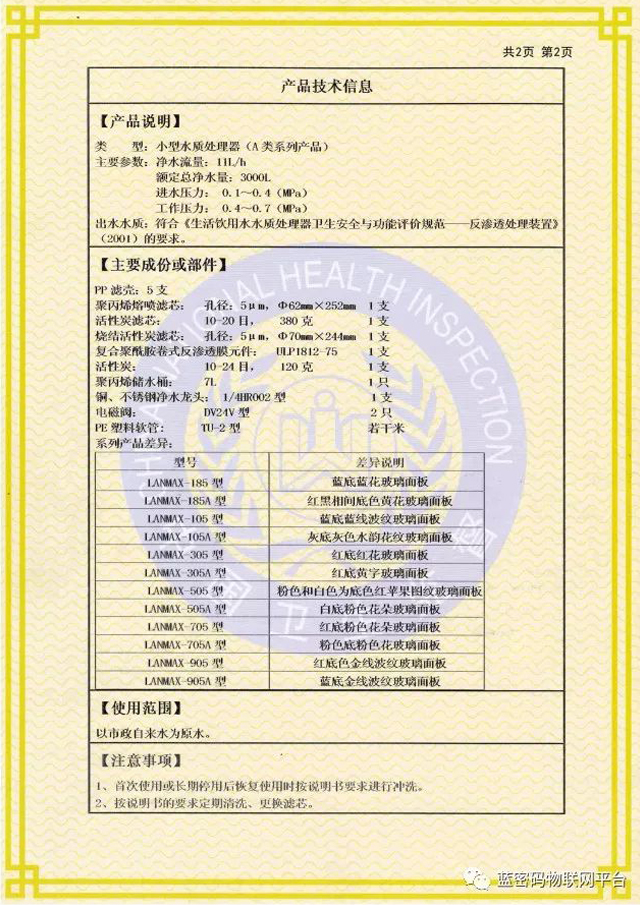 共2页 第2页
产品技术信息
【产品说明】
类 型：小型水质处理器（A类系列产品）
主要参数：净水流量：11L/h
额定总净水量：3000L
进水压力：0.1～0.4（MPa）
工作压力：0.4～0.7（MPa）
出水水质：符合《生活饮用水水质处理器卫生安全与功能评价规范——反渗透处理装置》
（2001）的要求。
【主要成份或部件】
PP滤壳：5支
聚丙烯熔喷滤芯： 孔径：5μm，Φ62mm×252mm 1支
活性炭滤芯： 10-20目， 380克 1支
烧结活性炭滤芯： 孔径：5μm，Φ70mm×244mm 1支
复合聚酰胺卷式反渗透膜元件： ULP1812-75 1支
活性炭： 10-24目， 120克 1支
聚丙烯储水桶： 7L 1只
铜、不锈钢净水龙头：1/4HR002型 1支
电磁阀： DV24V型 2只
PE塑料软管： TU-2型 若干米
系列产品差异：
型号 差异说明
LANMAX-185型 蓝底蓝花玻璃面板
LANMAX-185A型 红黑相间底色黄花玻璃面板
LANMAX-105型 蓝底蓝线波纹玻璃面板
LANMAX-105A型 灰底灰色水韵花纹玻璃面板
LANMAX-305型 红底红花玻璃面板
LANMAX-305A型 红底黄字玻璃面板
LANMAX-505型 粉色和白色为底色红苹果图纹玻璃面板
LANMAX-505A型 白底粉色花朵玻璃面板
LANMAX-705型 红底粉色花朵玻璃面板
LANMAX-705A型 粉色底粉色花玻璃面板
LANMAX-905型 红底色金线波纹玻璃面板
LANMAX-905A型 蓝底金线波纹玻璃面板
【使用范围】
以市政自来水为原水。
【注意事项】
1、首次使用或长期停用后恢复使用时按说明书要求进行冲洗。
2、按说明书的要求定期清洗、更换滤芯。
NATIONAL HEALTH INSPECTION
蓝密码物联网平台